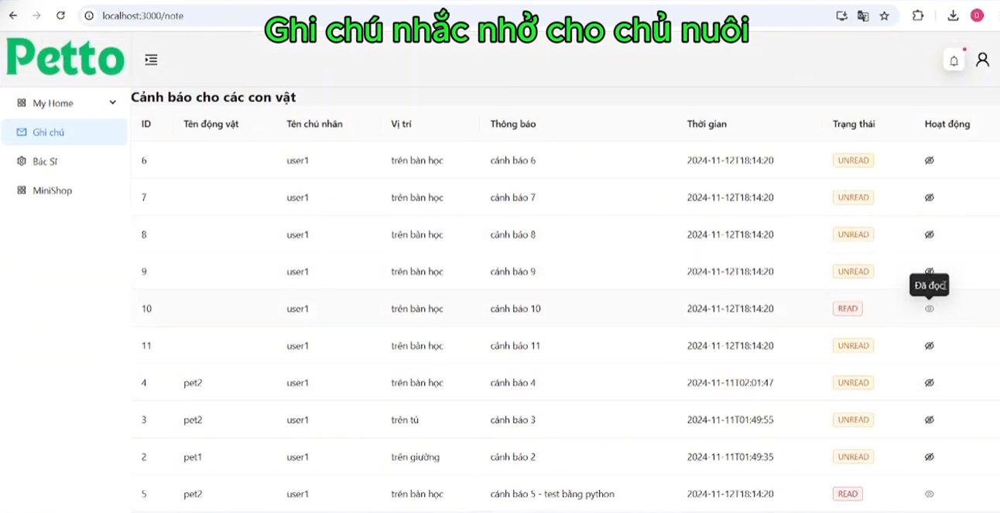 localhost:3000/note
Ghi chú nhắc nhở cho chủ nuôi
Petto
My Home
Ghi chú
Bác Sĩ
MiniShop
Cảnh báo cho các con vật
ID Tên động vật Tên chủ nhân Vị trí Thông báo Thời gian Trạng thái Hoạt động
6 user1 trên bàn học cảnh báo 6 2024-11-12T18:14:20 UNREAD
7 user1 trên bàn học cảnh báo 7 2024-11-12T18:14:20 UNREAD
8 user1 trên bàn học cảnh báo 8 2024-11-12T18:14:20 UNREAD
9 user1 trên bàn học cảnh báo 9 2024-11-12T18:14:20 UNREAD
Đã đọc
10 user1 trên bàn học cảnh báo 10 2024-11-12T18:14:20 READ
11 user1 trên bàn học cảnh báo 11 2024-11-12T18:14:20 UNREAD
4 pet2 user1 trên bàn học cảnh báo 4 2024-11-11T02:01:47 UNREAD
3 pet2 user1 trên tủ cảnh báo 3 2024-11-11T01:49:55 UNREAD
2 pet1 user1 trên giường cảnh báo 2 2024-11-11T01:49:35 UNREAD
5 pet2 user1 trên bàn học cảnh báo 5 - test bằng python 2024-11-12T18:14:20 READ
D